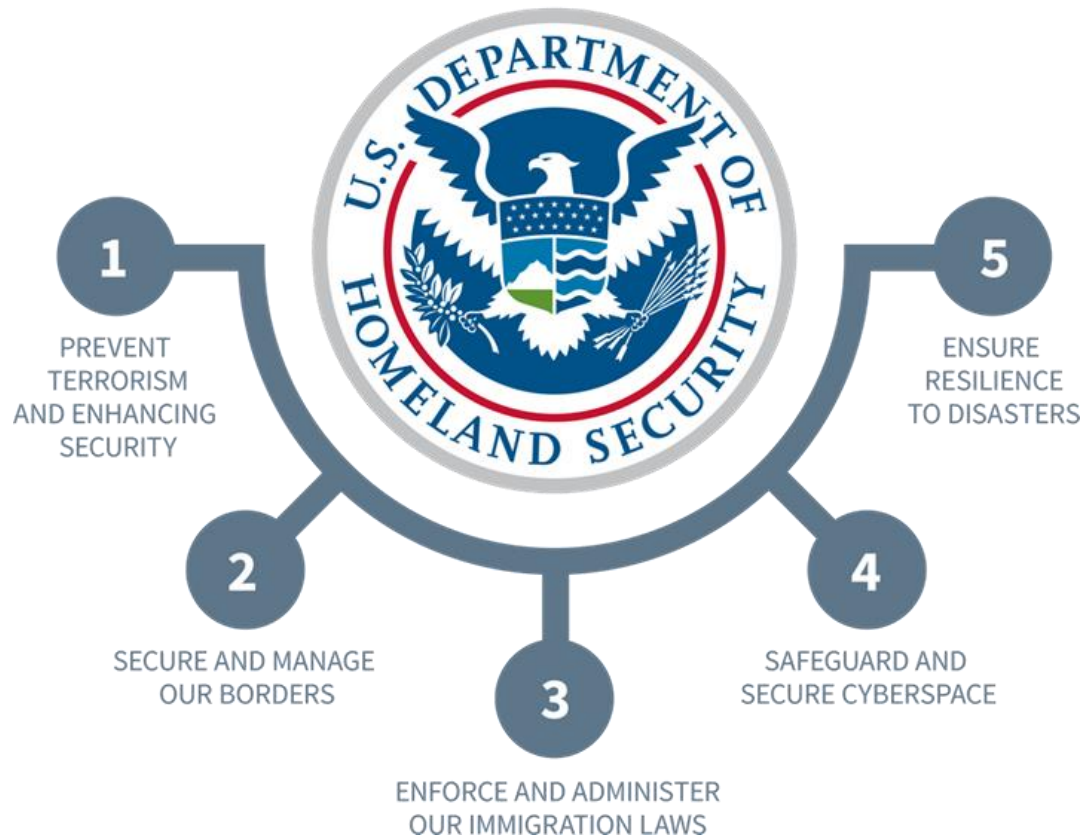 U.S. DEPARTMENT OF
HOMELAND SECURITY
1
PREVENT
TERRORISM
AND ENHANCING
SECURITY
2
SECURE AND MANAGE
OUR BORDERS
3
ENFORCE AND ADMINISTER
OUR IMMIGRATION LAWS
4
SAFEGUARD AND
SECURE CYBERSPACE
5
ENSURE
RESILIENCE
TO DISASTERS